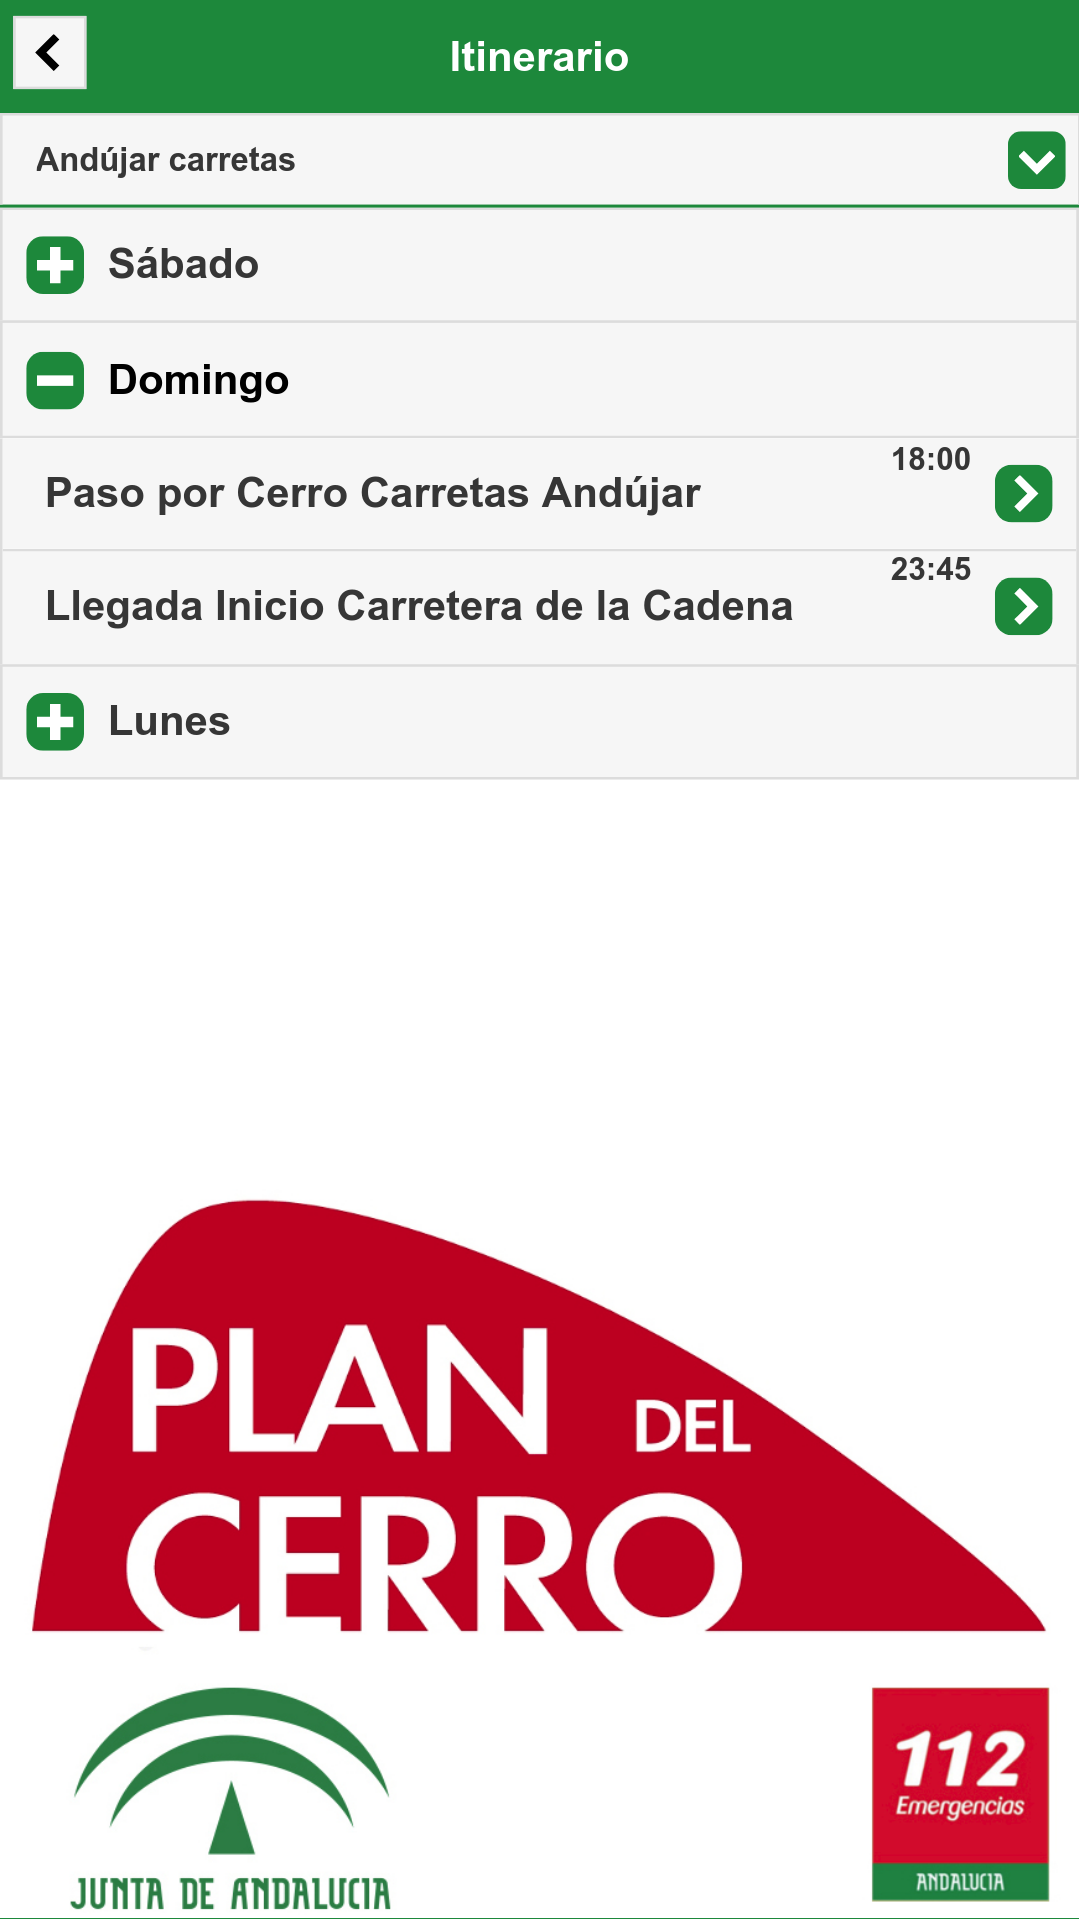 Itinerario
Andújar carretas
Sábado
Domingo
18:00
Paso por Cerro Carretas Andújar
23:45
Llegada Inicio Carretera de la Cadena
Lunes
PLAN DEL
CERRO
112
Emergencias
ANDALUCIA
JUNTA DE ANDALUCIA